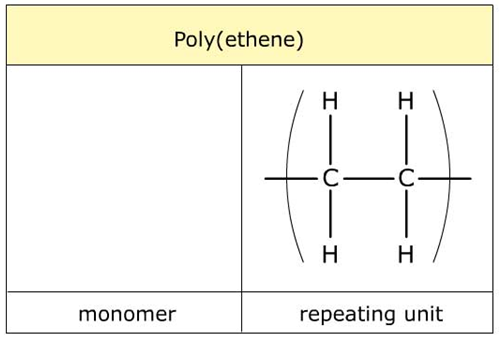 Poly(ethene)
H H
C C
H H
monomer repeating unit